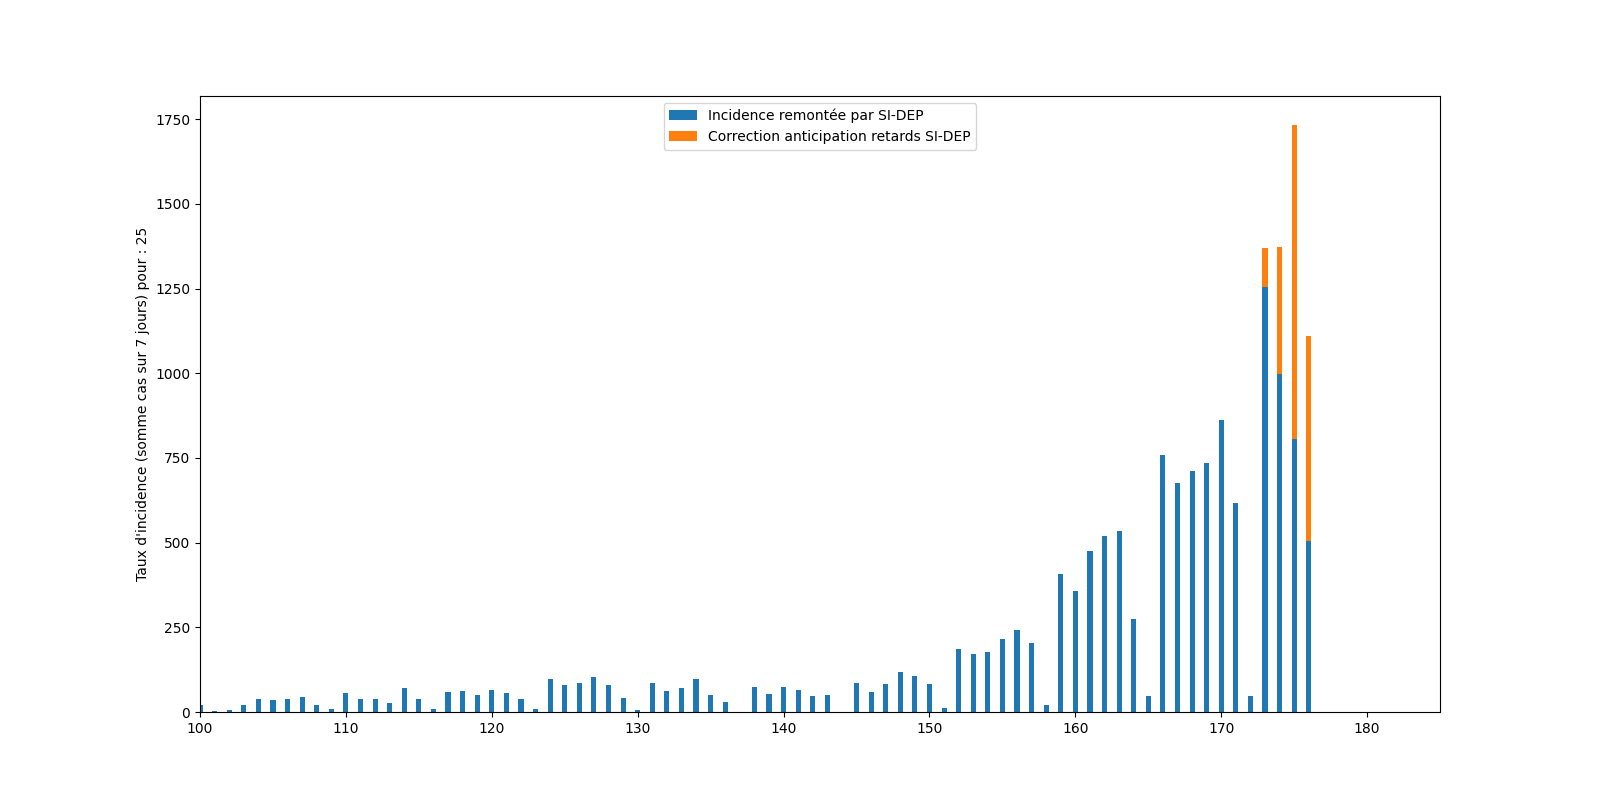 Incidence remontée par SI-DEP
Correction anticipation retards SI-DEP
Taux d'incidence (somme cas sur 7 jours) pour : 25
1750
1500
1250
1000
750
500
250
0
100 110 120 130 140 150 160 170 180